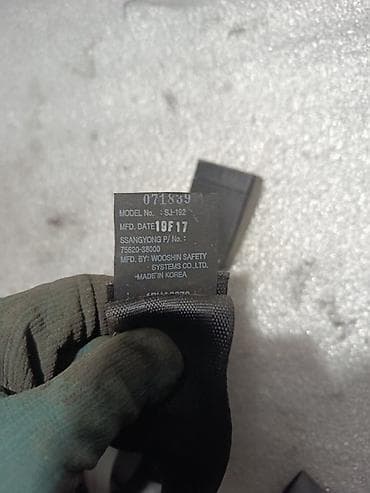 071839
MODEL No. : SJ-192
MFD. DATE 19F17
SSANGYONG P/ No. :
75620-38000
MFD. BY: WOOSHIN SAFETY
SYSTEMS CO.,LTD.
-MADE IN KOREA